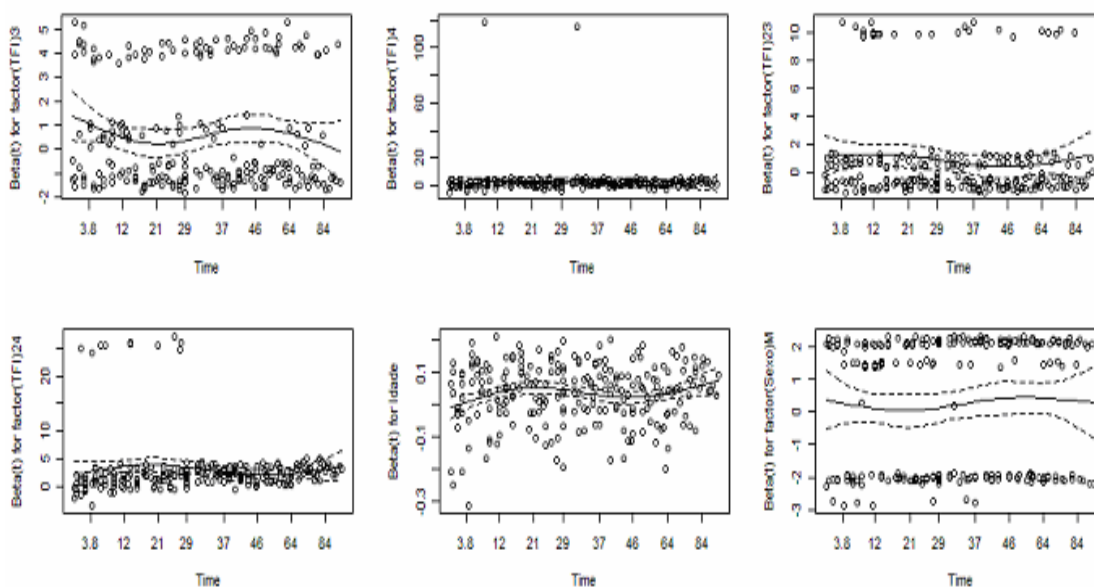 Beta(t) for factor(TFI)3
5
4
3
2
1
0
-2
3.8 12 21 29 37 46 64 84
Time
Beta(t) for factor(TFI)4
100
60
20
0
3.8 12 21 29 37 46 64 84
Time
Beta(t) for factor(TFI)23
10
8
6
4
2
0
3.8 12 21 29 37 46 64 84
Time
Beta(t) for factor(TFI)24
20
10
5
0
3.8 12 21 29 37 46 64 84
Time
Beta(t) for Idade
0.1
-0.1
-0.3
3.8 12 21 29 37 46 64 84
Time
Beta(t) for factor(Sexo)M
2
1
0
-1
-2
-3
3.8 12 21 29 37 46 64 84
Time